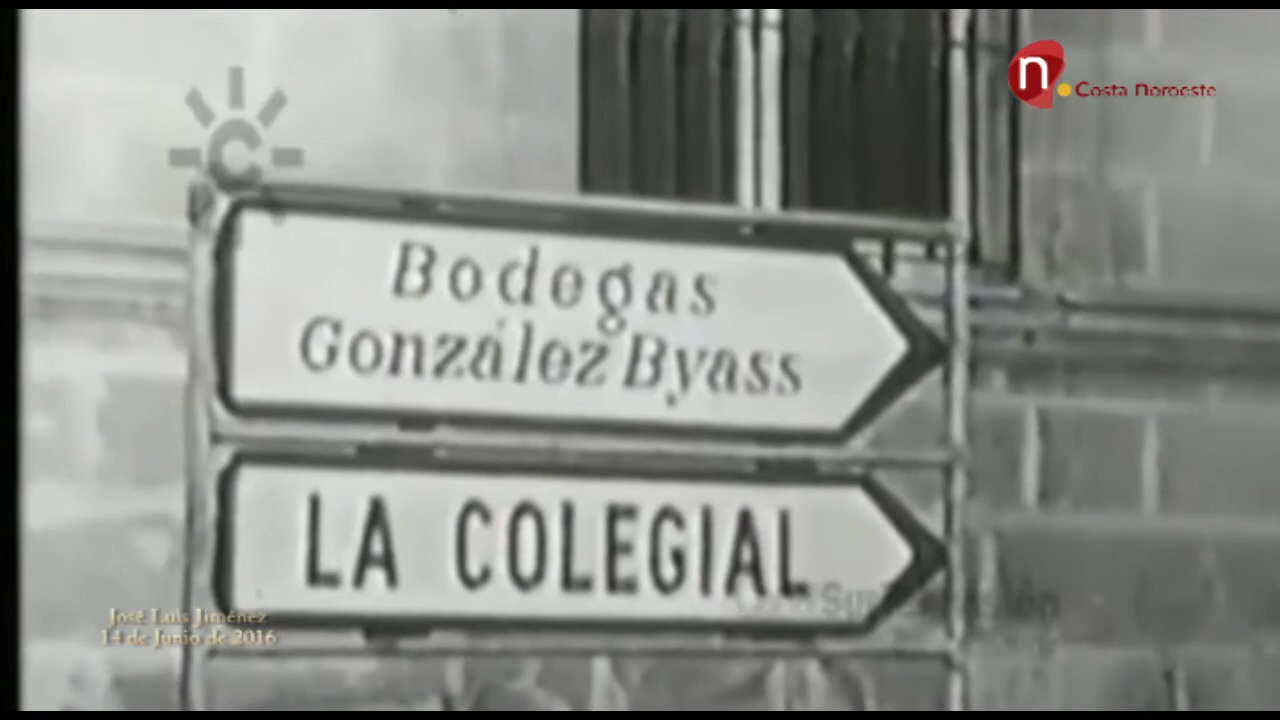 n
Costa Noroeste
Bodegas
González Byass
LA COLEGIAL
José Luis Jiménez
14 de Junio de 2016